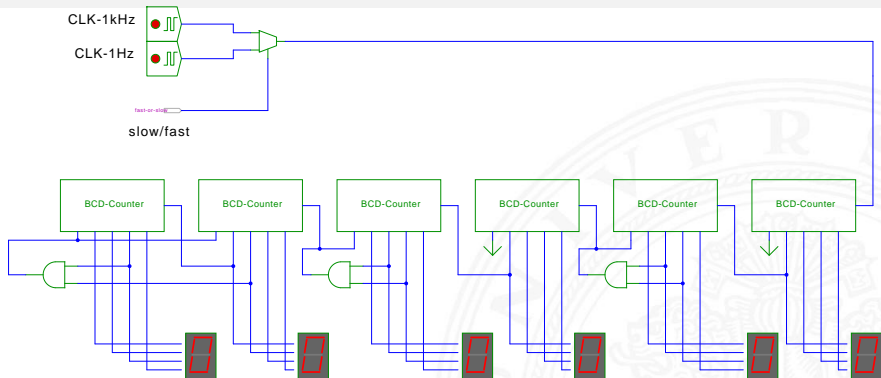 CLK-1kHz
CLK-1Hz
fast-or-slow
slow/fast
BCD-Counter BCD-Counter BCD-Counter BCD-Counter BCD-Counter BCD-Counter